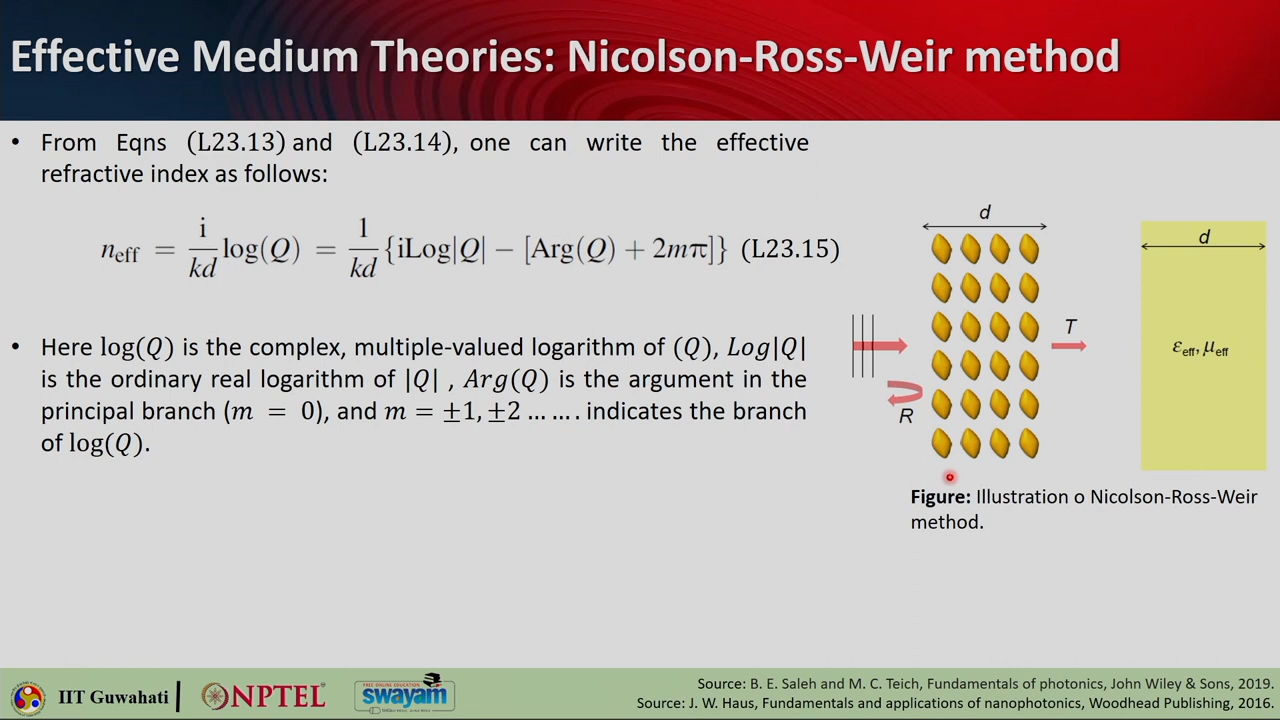 Effective Medium Theories: Nicolson-Ross-Weir method
• From Eqns (L23.13) and (L23.14), one can write the effective
refractive index as follows:
n_eff = i/kd log(Q) = 1/kd {iLog|Q| − [Arg(Q) + 2mπ]} (L23.15)
• Here log(Q) is the complex, multiple-valued logarithm of (Q), Log|Q|
is the ordinary real logarithm of |Q| , Arg(Q) is the argument in the
principal branch (m = 0), and m = ±1, ±2 … …. indicates the branch
of log(Q).
d
T
R
d
ε_eff, μ_eff
Figure: Illustration o Nicolson-Ross-Weir
method.
IIT Guwahati
NPTEL
FREE ONLINE EDUCATION
swayam
Source: B. E. Saleh and M. C. Teich, Fundamentals of photonics, John Wiley & Sons, 2019.
Source: J. W. Haus, Fundamentals and applications of nanophotonics, Woodhead Publishing, 2016.